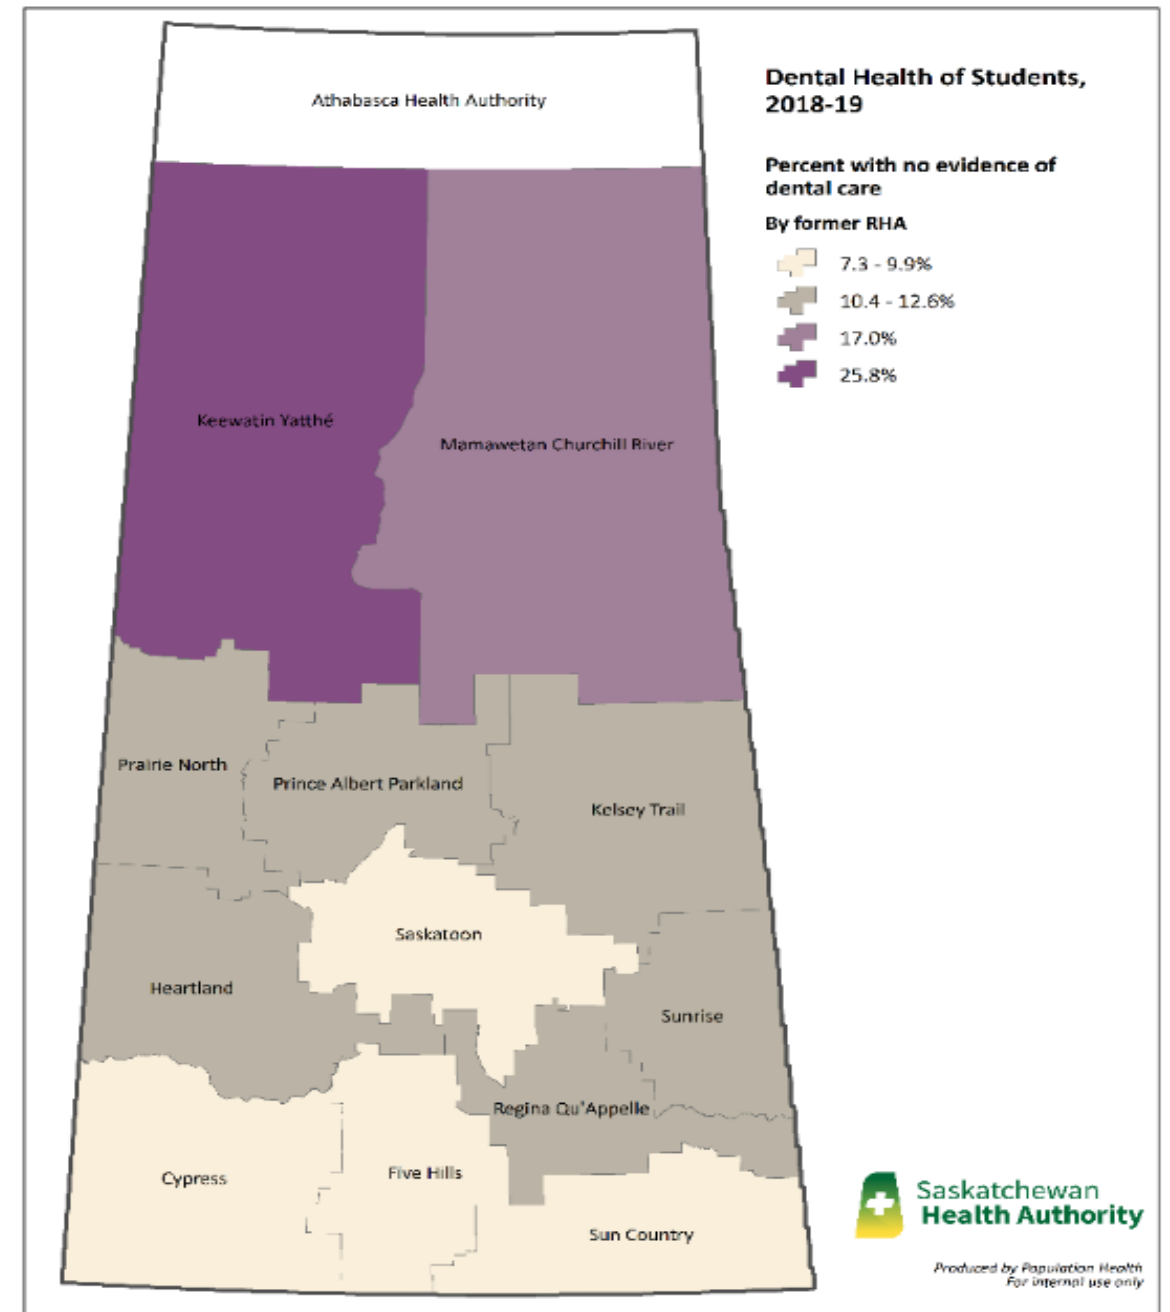 Dental Health of Students,
2018-19
Percent with no evidence of
dental care
By former RHA
7.3 - 9.9%
10.4 - 12.6%
17.0%
25.8%
Athabasca Health Authority
Keewatin Yatthé
Mamawetan Churchill River
Prairie North
Prince Albert Parkland
Kelsey Trail
Saskatoon
Heartland
Sunrise
Regina Qu'Appelle
Cypress
Five Hills
Sun Country
Saskatchewan
Health Authority
Produced by Population Health
For internal use only